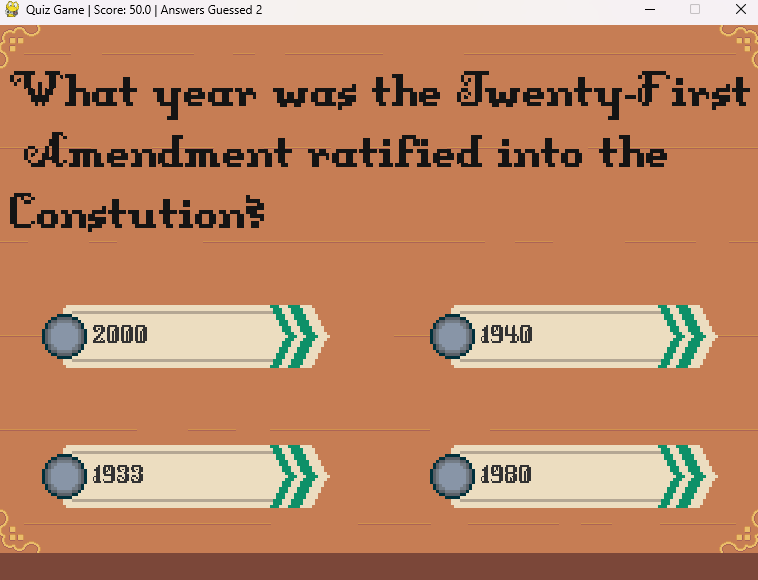 Quiz Game | Score: 50.0 | Answers Guessed 2
What year was the Twenty-First
Amendment ratified into the
Constution?
2000
1940
1933
1980